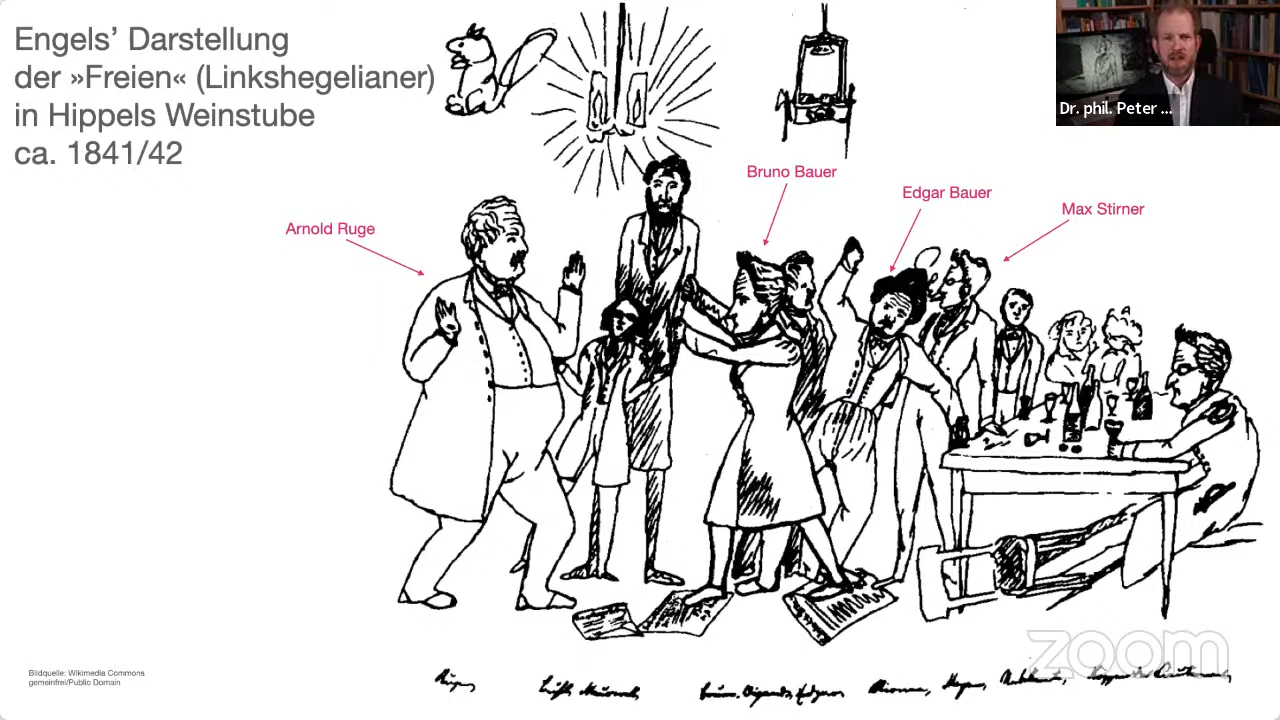 Engels’ Darstellung
der »Freien« (Linkshegelianer)
in Hippels Weinstube
ca. 1841/42
Dr. phil. Peter ...
Bruno Bauer
Edgar Bauer
Max Stirner
Arnold Ruge
Bildquelle: Wikimedia Commons
gemeinfrei/Public Domain
zoom